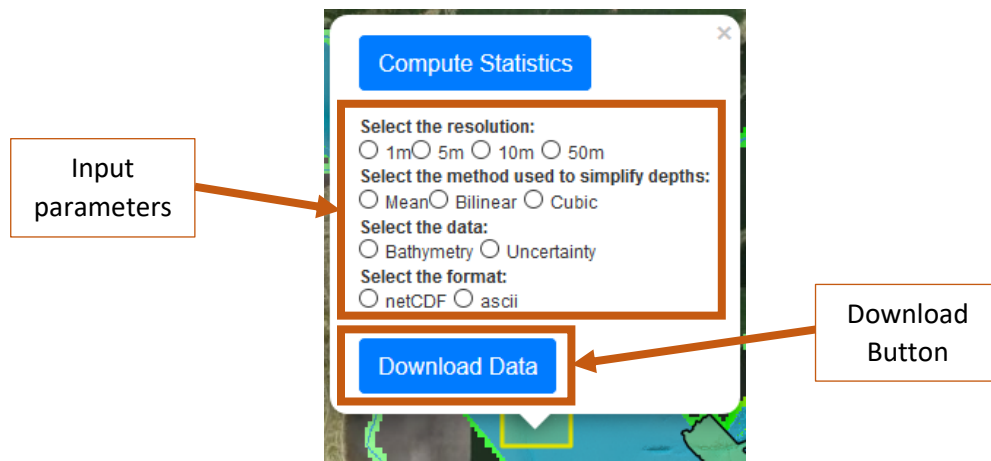 ×
Compute Statistics
Select the resolution:
1m 5m 10m 50m
Select the method used to simplify depths:
Mean Bilinear Cubic
Select the data:
Bathymetry Uncertainty
Select the format:
netCDF ascii
Download Data
Input
parameters
Download
Button